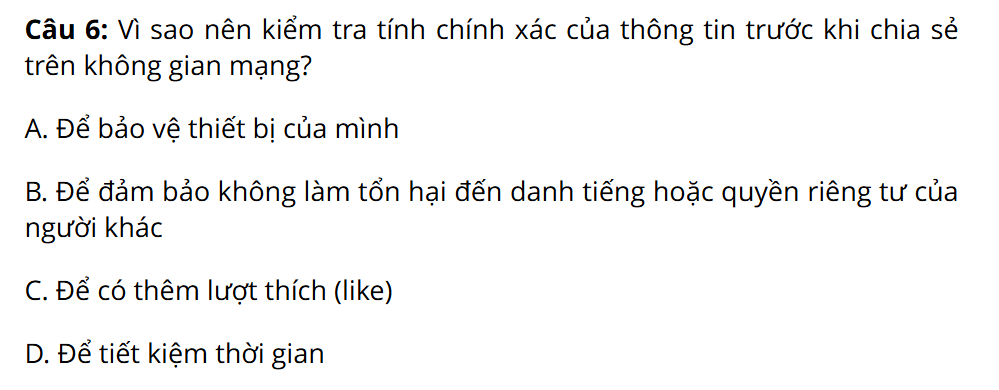 Câu 6: Vì sao nên kiểm tra tính chính xác của thông tin trước khi chia sẻ
trên không gian mạng?
A. Để bảo vệ thiết bị của mình
B. Để đảm bảo không làm tổn hại đến danh tiếng hoặc quyền riêng tư của
người khác
C. Để có thêm lượt thích (like)
D. Để tiết kiệm thời gian